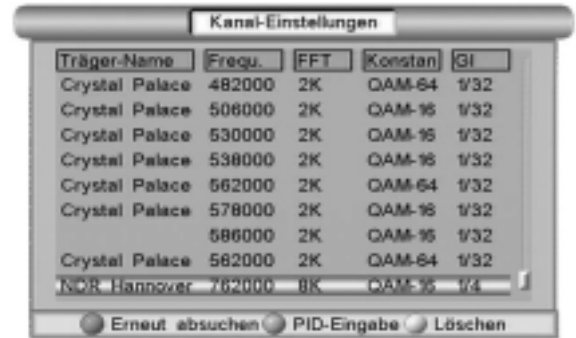 Kanal-Einstellungen
Träger-Name Frequ. FFT Konstan GI
Crystal Palace 482000 2K QAM-64 1/32
Crystal Palace 506000 2K QAM-16 1/32
Crystal Palace 530000 2K QAM-16 1/32
Crystal Palace 538000 2K QAM-16 1/32
Crystal Palace 562000 2K QAM-64 1/32
Crystal Palace 578000 2K QAM-16 1/32
586000 2K QAM-16 1/32
Crystal Palace 562000 2K QAM-64 1/32
NDR Hannover 762000 8K QAM-16 1/4
Erneut absuchen PID-Eingabe Löschen